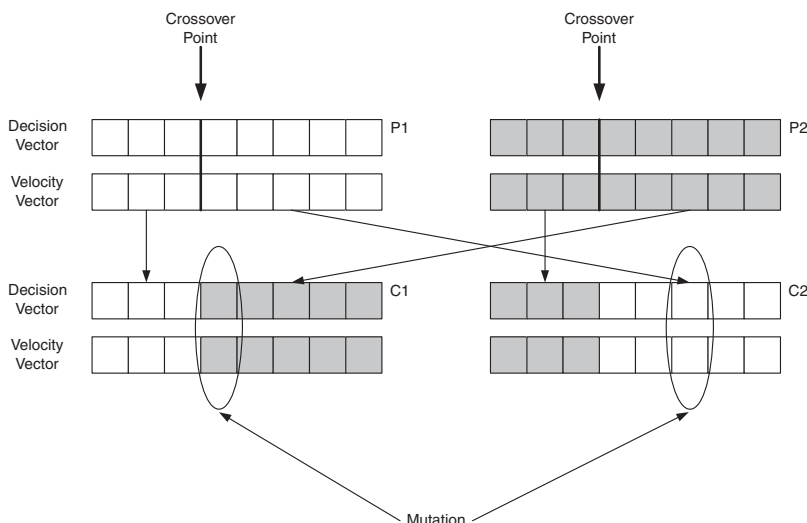 Crossover
Point
Crossover
Point
Decision
Vector
P1
P2
Velocity
Vector
Decision
Vector
C1
C2
Velocity
Vector
Mutation